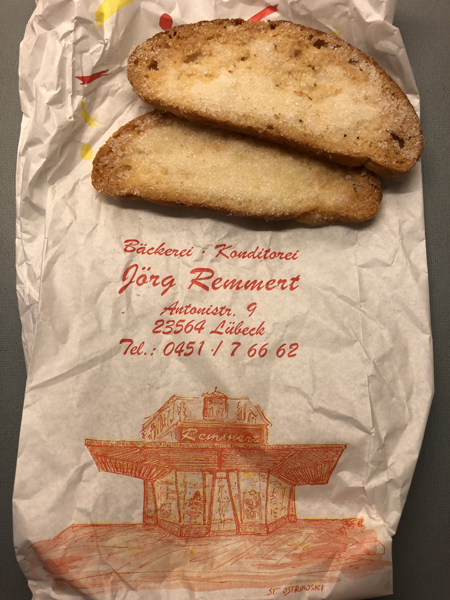 Bäckerei - Konditorei
Jörg Remmert
Antonistr. 9
23564 Lübeck
Tel.: 0451 / 7 66 62
Remmert
ST. OSTROWSKI